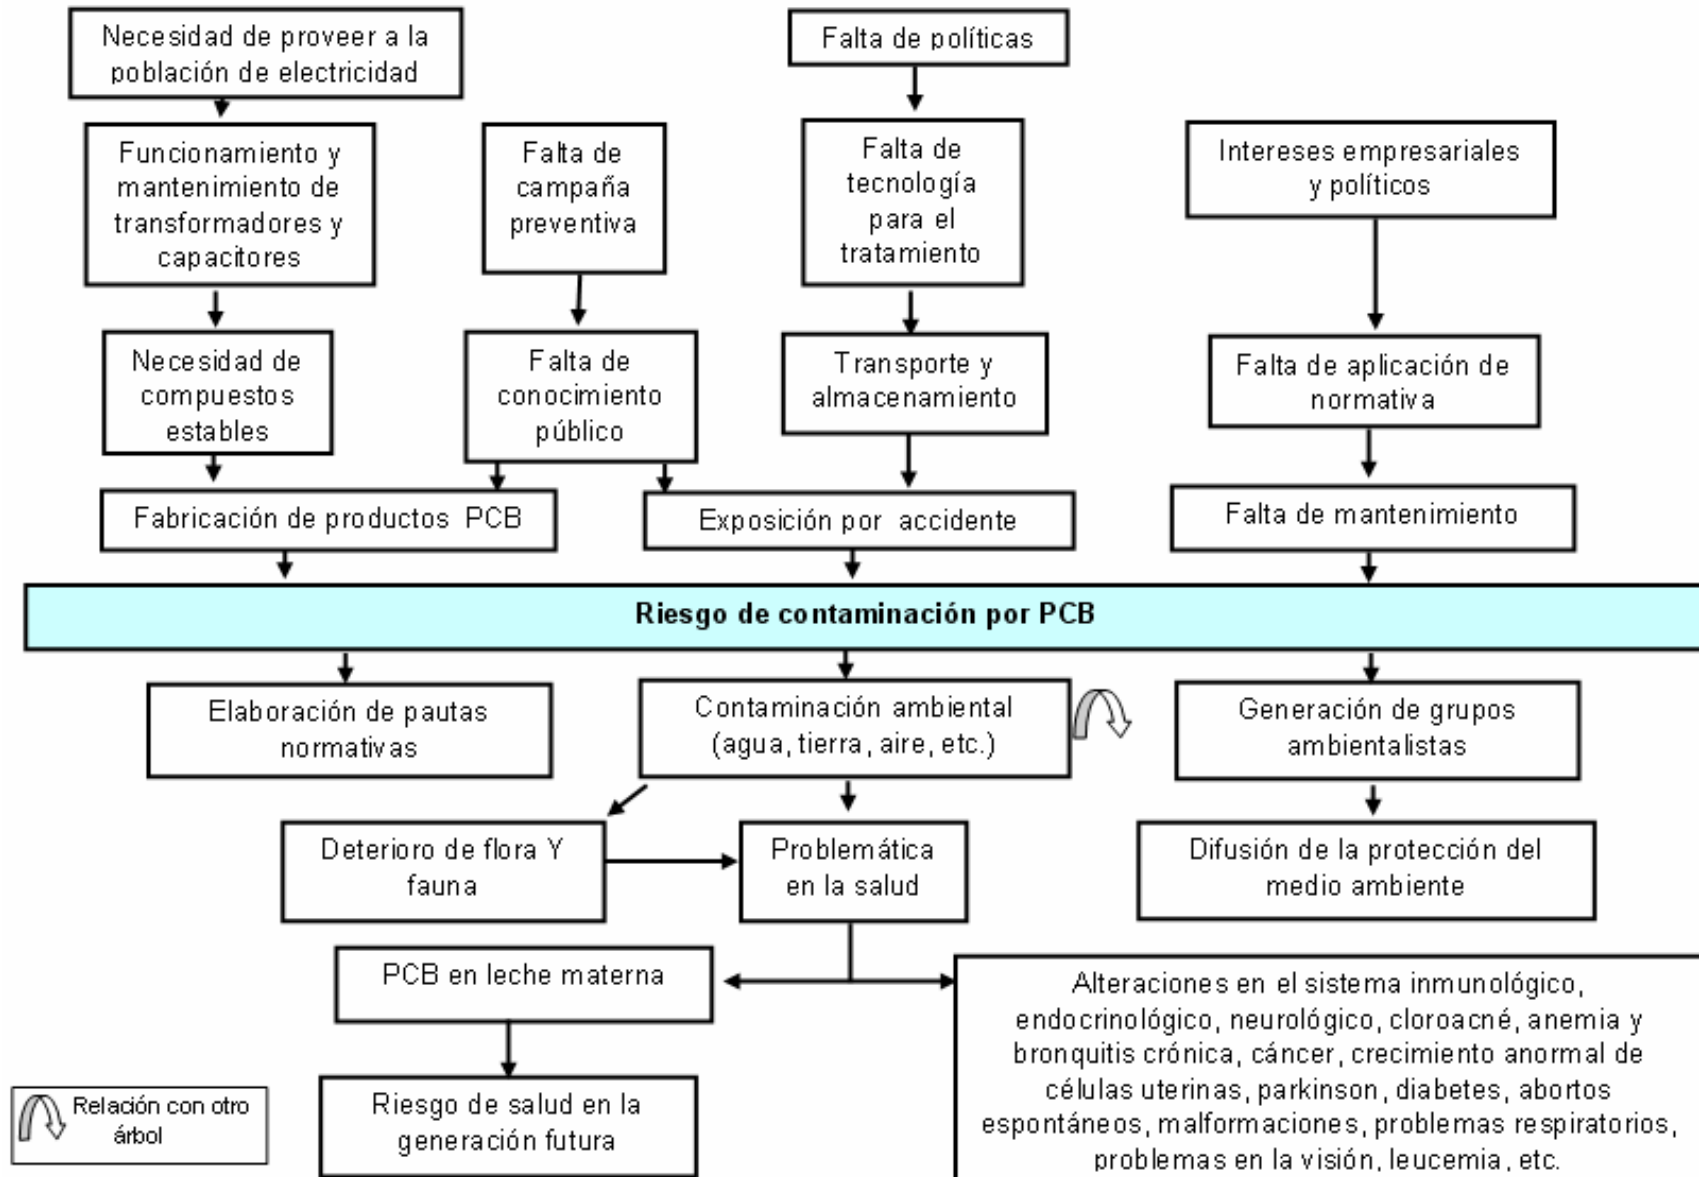 Necesidad de proveer a la
población de electricidad
Falta de políticas
Funcionamiento y
mantenimiento de
transformadores y
capacitores
Falta de
campaña
preventiva
Falta de
tecnología
para el
tratamiento
Intereses empresariales
y políticos
Necesidad de
compuestos
estables
Falta de
conocimiento
público
Transporte y
almacenamiento
Falta de aplicación de
normativa
Fabricación de productos PCB
Exposición por accidente
Falta de mantenimiento
Riesgo de contaminación por PCB
Elaboración de pautas
normativas
Contaminación ambiental
(agua, tierra, aire, etc.)
Generación de grupos
ambientalistas
Deterioro de flora Y
fauna
Problemática
en la salud
Difusión de la protección del
medio ambiente
PCB en leche materna
Alteraciones en el sistema inmunológico,
endocrinológico, neurológico, cloroacné, anemia y
bronquitis crónica, cáncer, crecimiento anormal de
células uterinas, parkinson, diabetes, abortos
espontáneos, malformaciones, problemas respiratorios,
problemas en la visión, leucemia, etc.
Riesgo de salud en la
generación futura
Relación con otro
árbol